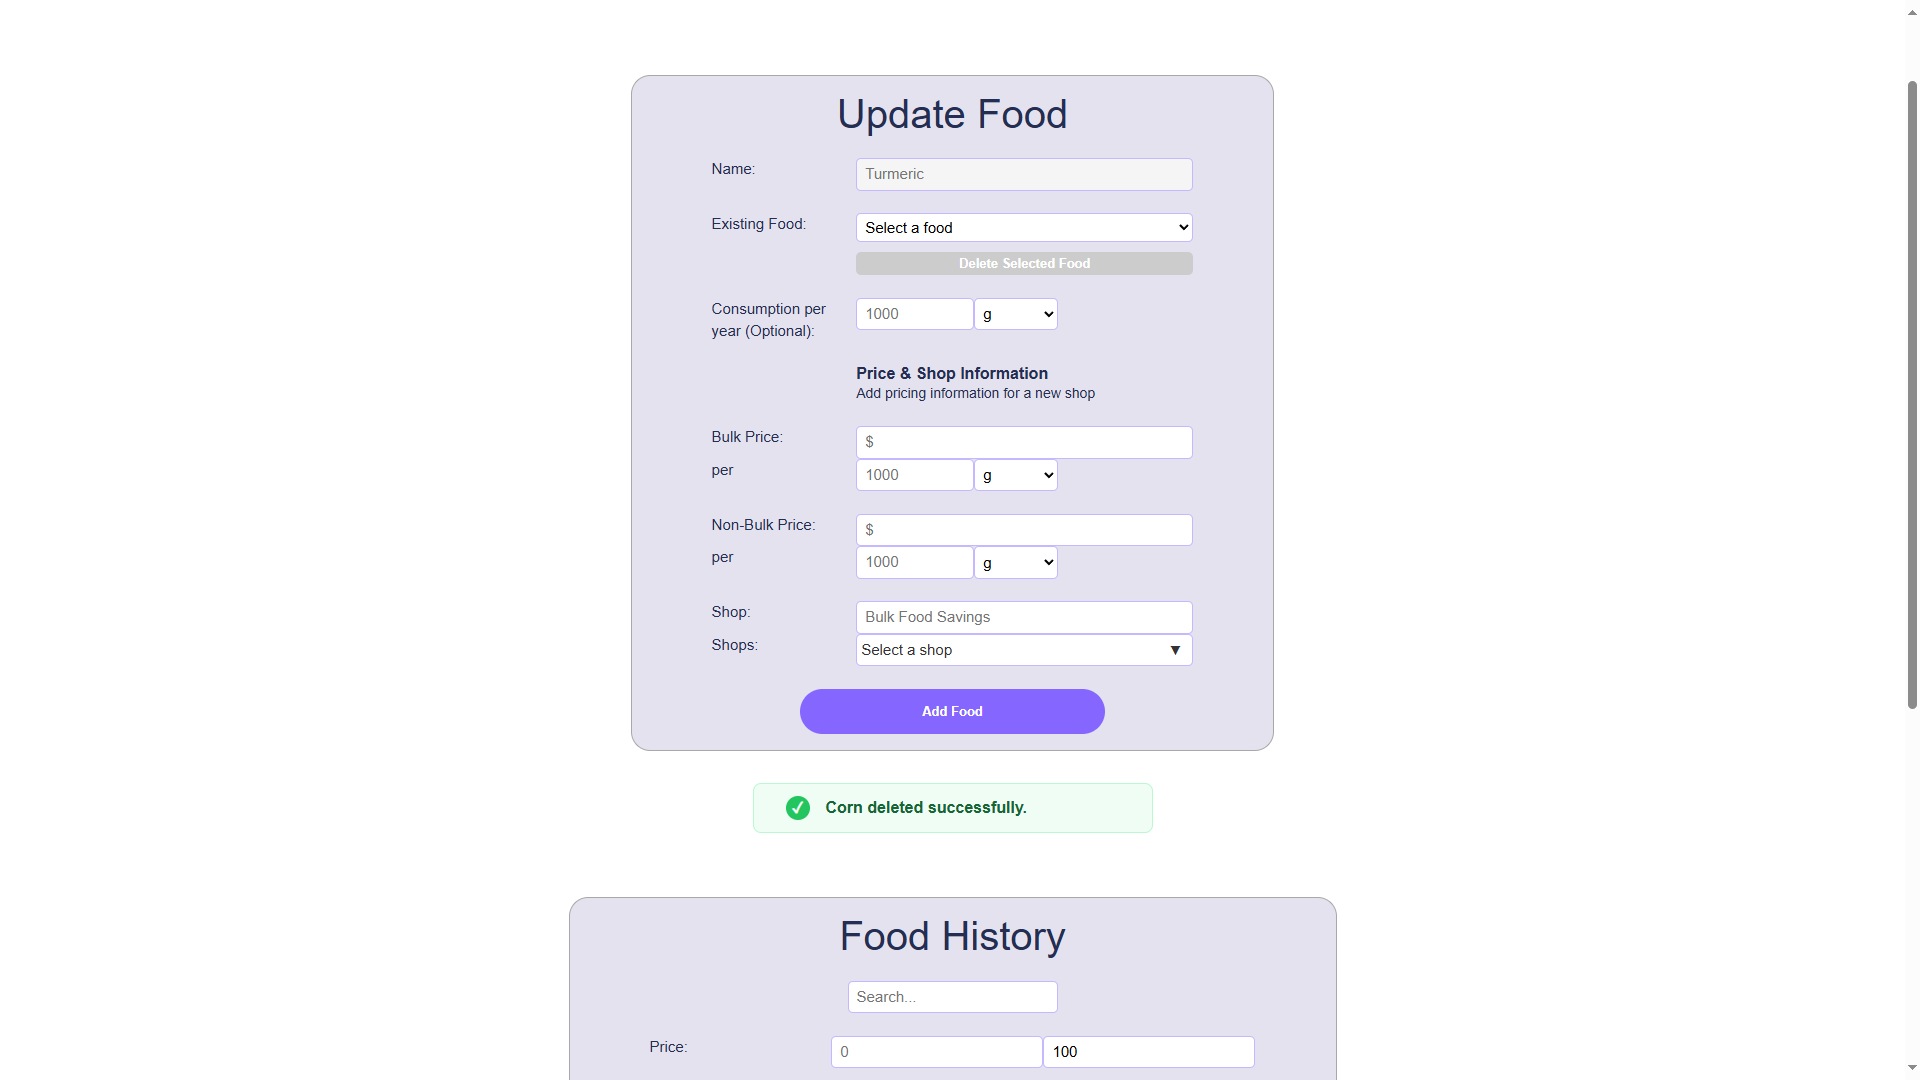 Update Food
Name:
Turmeric
Existing Food:
Select a food
Delete Selected Food
Consumption per
year (Optional):
1000
g
Price & Shop Information
Add pricing information for a new shop
Bulk Price:
$
per
1000
g
Non-Bulk Price:
$
per
1000
g
Shop:
Bulk Food Savings
Shops:
Select a shop
Add Food
Corn deleted successfully.
Food History
Search...
Price:
0
100